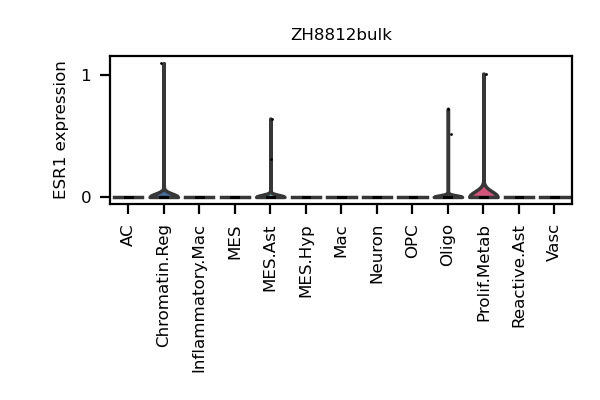 ZH8812bulk
ESR1 expression
1
0
AC
Chromatin.Reg
Inflammatory.Mac
MES
MES.Ast
MES.Hyp
Mac
Neuron
OPC
Oligo
Prolif.Metab
Reactive.Ast
Vasc